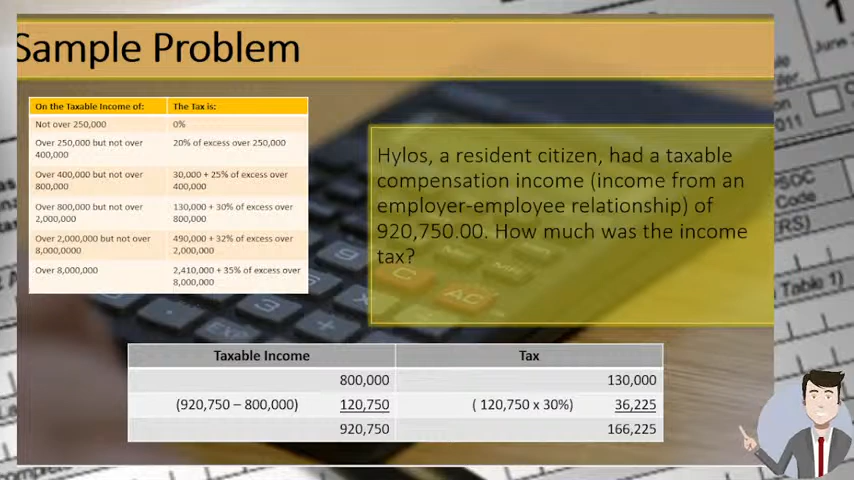 Sample Problem
On the Taxable Income of: The Tax is:
Not over 250,000 0%
Over 250,000 but not over 20% of excess over 250,000
400,000
Over 400,000 but not over 30,000 + 25% of excess over
800,000 400,000
Over 800,000 but not over 130,000 + 30% of excess over
2,000,000 800,000
Over 2,000,000 but not over 490,000 + 32% of excess over
8,000,0000 2,000,000
Over 8,000,000 2,410,000 + 35% of excess over
8,000,000
Hylos, a resident citizen, had a taxable
compensation income (income from an
employer-employee relationship) of
920,750.00. How much was the income
tax?
Taxable Income Tax
800,000 130,000
(920,750 – 800,000) 120,750 ( 120,750 x 30%) 36,225
920,750 166,225